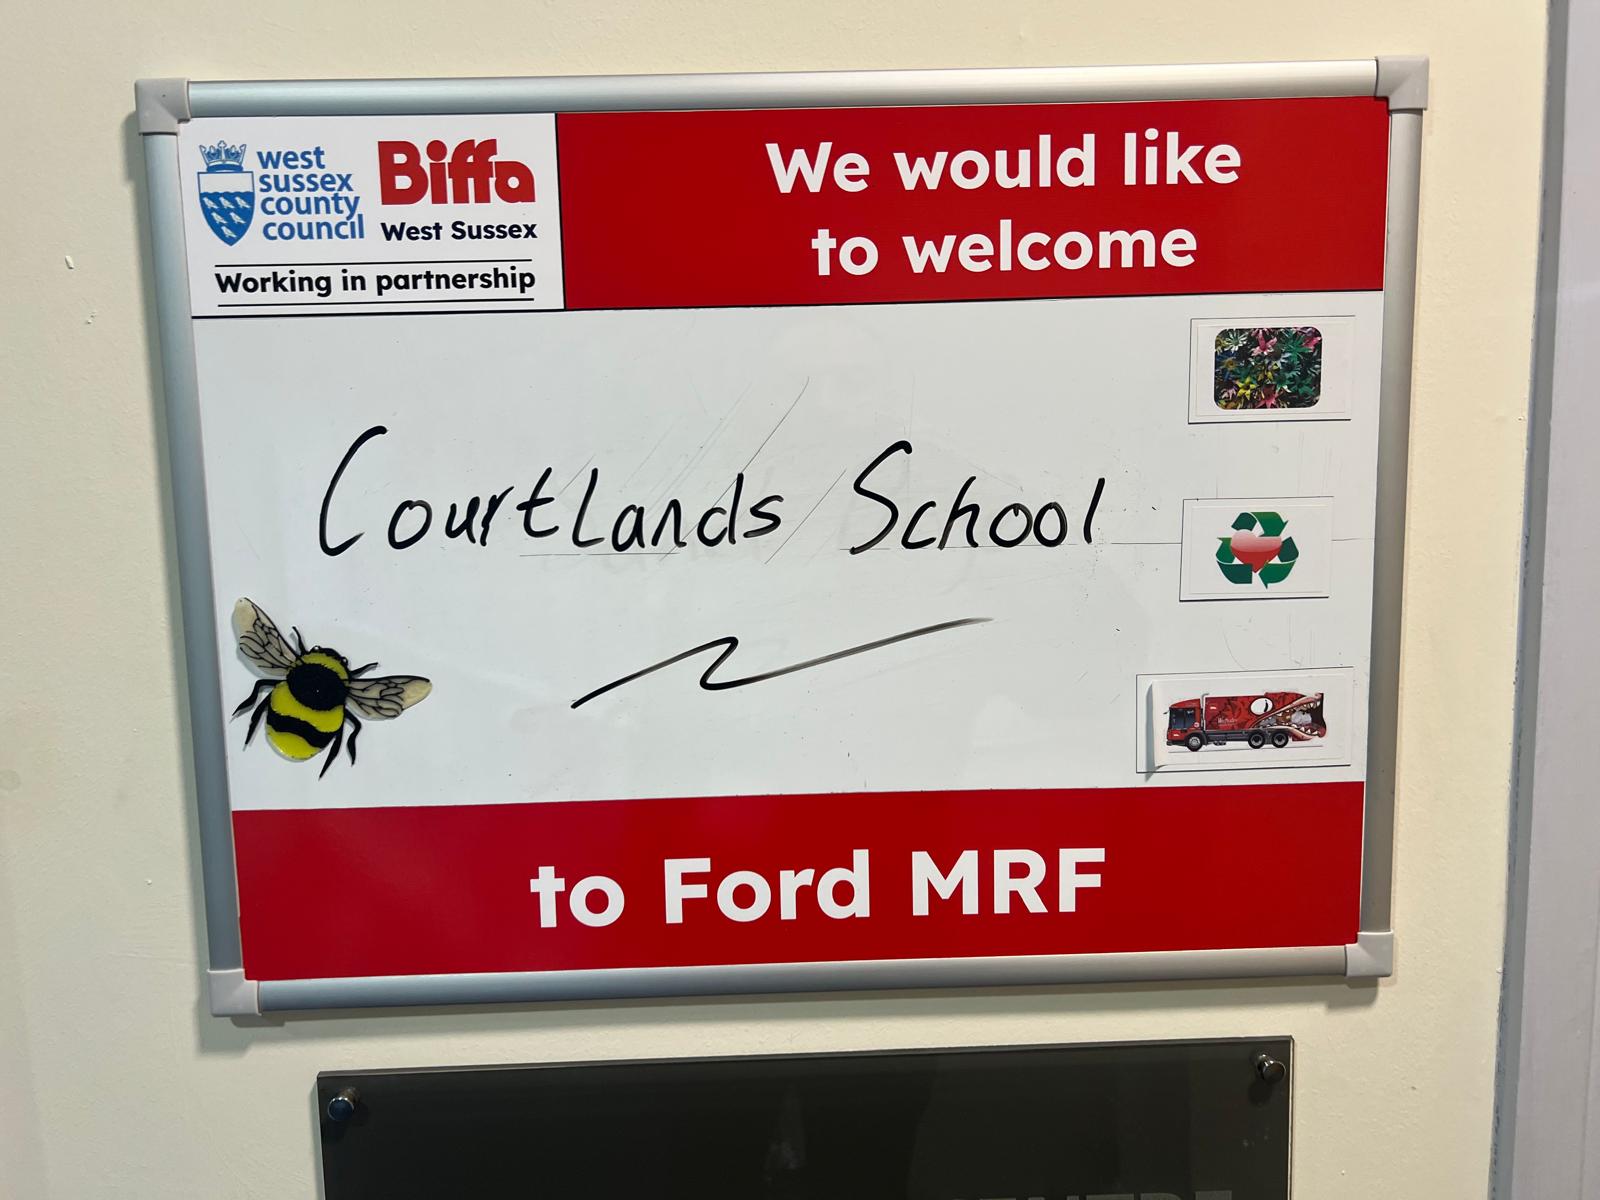 west
sussex
county
council
Biffa
West Sussex
Working in partnership
We would like
to welcome
Courtlands School
to Ford MRF